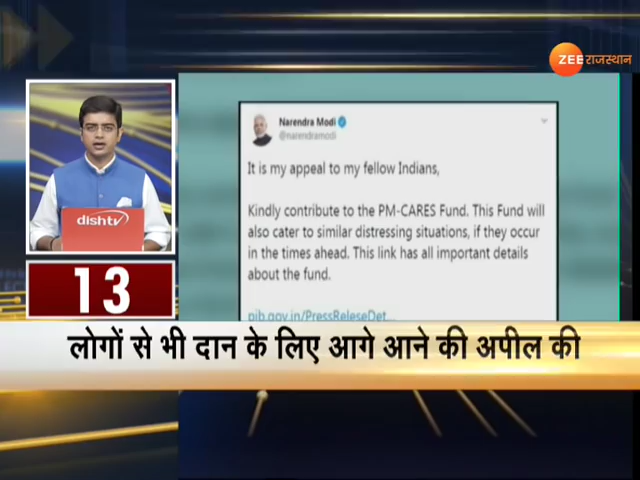 ZEE राजस्थान
Narendra Modi
@narendramodi
It is my appeal to my fellow Indians,
Kindly contribute to the PM-CARES Fund. This Fund will
also cater to similar distressing situations, if they occur
in the times ahead. This link has all important details
about the fund.
pib.gov.in/PressReleseDet...
dishtv
13
लोगों से भी दान के लिए आगे आने की अपील की